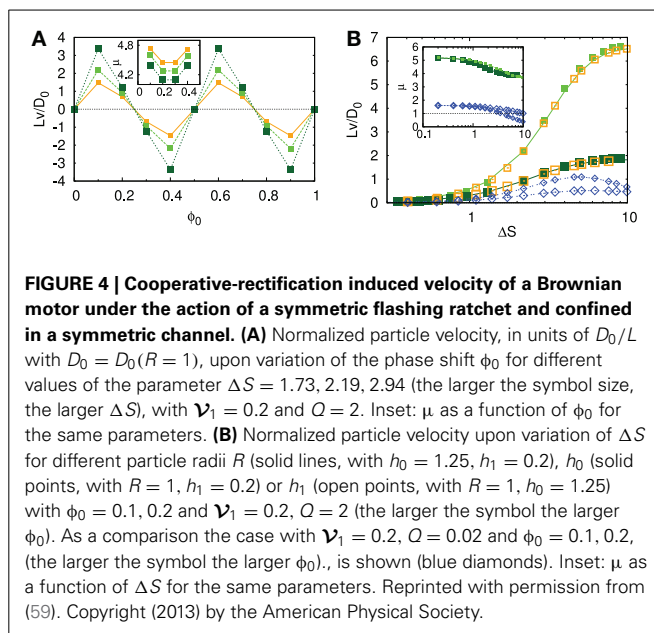 A
Lv/D0
4
3
2
1
0
-1
-2
-3
-4
0 0.2 0.4 0.6 0.8 1
ϕ0
μ
4.8
4.2
0.2 0.4
B
Lv/D0
7
6
5
4
3
2
1
0
1 10
ΔS
μ
6
5
4
3
2
1
0
0.1 1 10
FIGURE 4 | Cooperative-rectification induced velocity of a Brownian
motor under the action of a symmetric flashing ratchet and confined
in a symmetric channel. (A) Normalized particle velocity, in units of D0/L
with D0 = D0(R = 1), upon variation of the phase shift ϕ0 for different
values of the parameter ΔS = 1.73, 2.19, 2.94 (the larger the symbol size,
the larger ΔS), with 𝒱1 = 0.2 and Q = 2. Inset: μ as a function of ϕ0 for
the same parameters. (B) Normalized particle velocity upon variation of ΔS
for different particle radii R (solid lines, with h0 = 1.25, h1 = 0.2), h0 (solid
points, with R = 1, h1 = 0.2) or h1 (open points, with R = 1, h0 = 1.25)
with ϕ0 = 0.1, 0.2 and 𝒱1 = 0.2, Q = 2 (the larger the symbol the larger
ϕ0). As a comparison the case with 𝒱1 = 0.2, Q = 0.02 and ϕ0 = 0.1, 0.2,
(the larger the symbol the larger ϕ0)., is shown (blue diamonds). Inset: μ as
a function of ΔS for the same parameters. Reprinted with permission from
(59). Copyright (2013) by the American Physical Society.